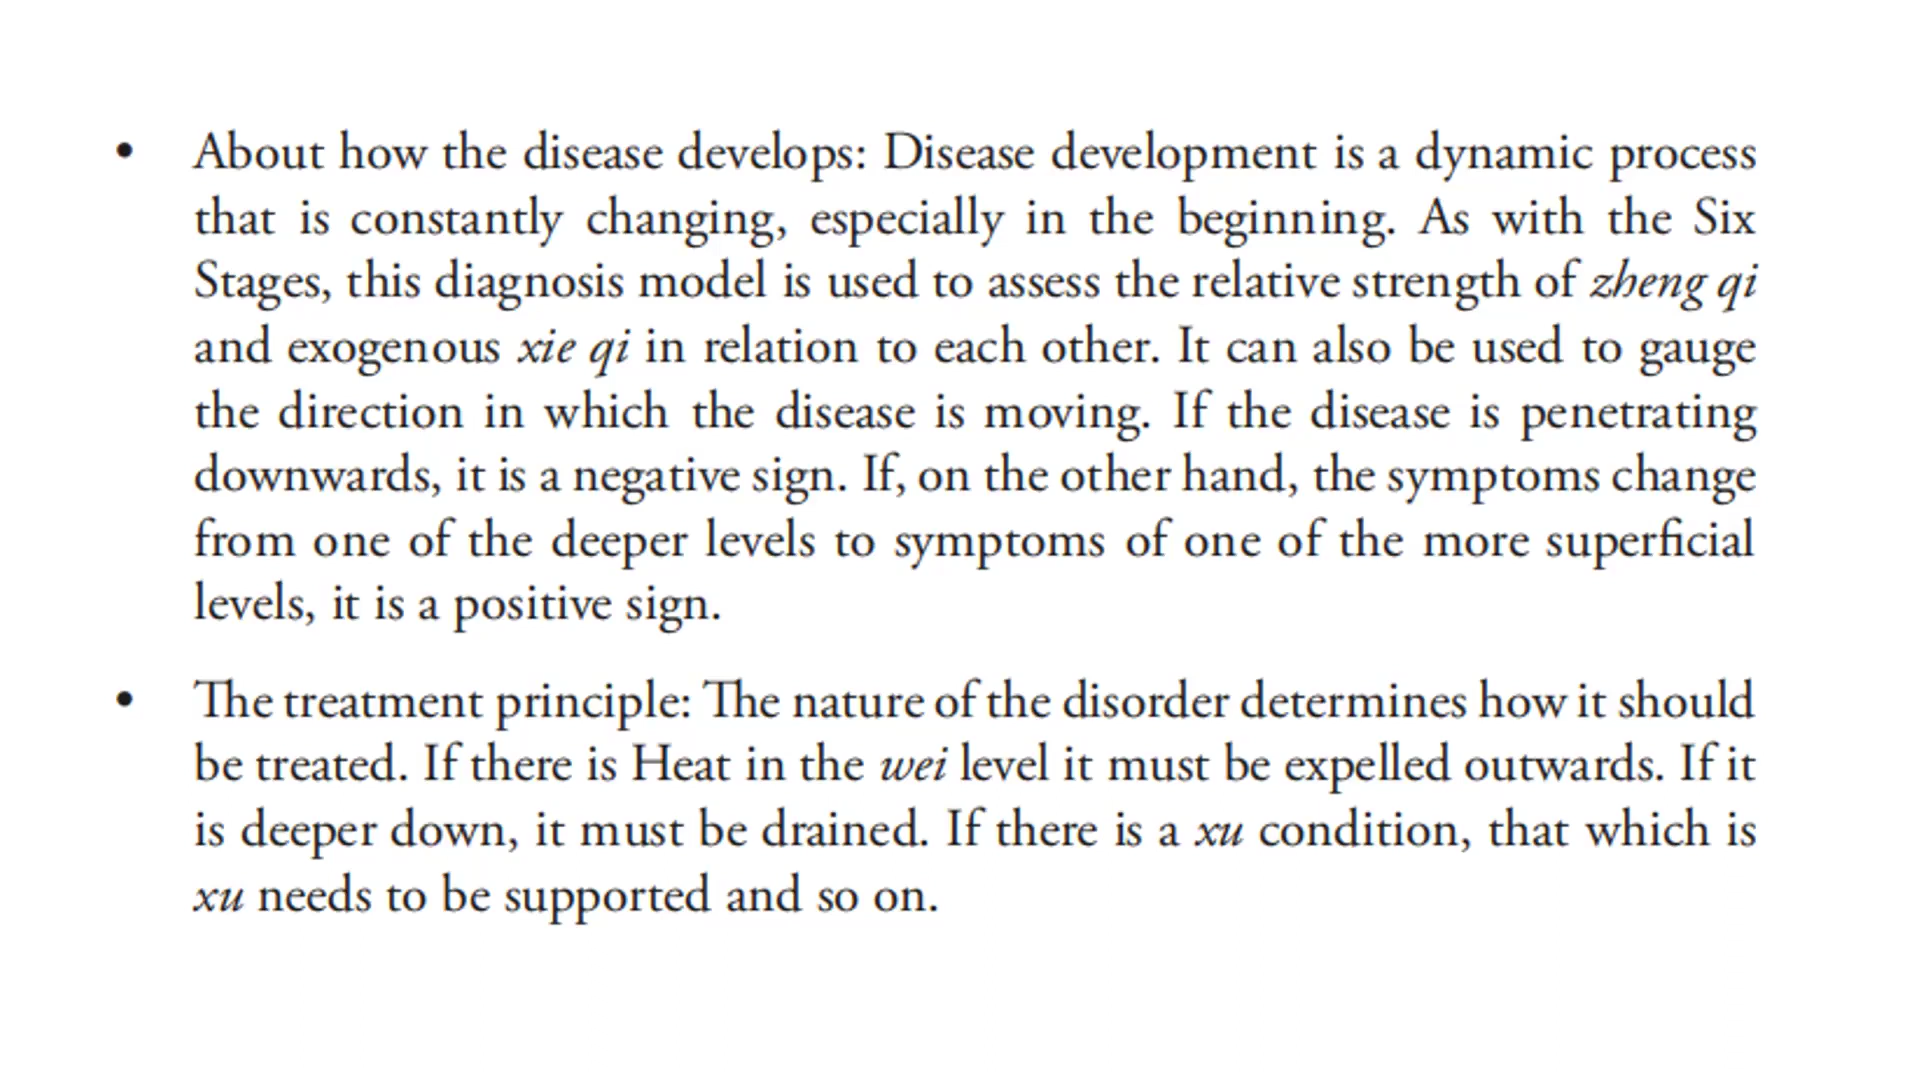 • About how the disease develops: Disease development is a dynamic process
that is constantly changing, especially in the beginning. As with the Six
Stages, this diagnosis model is used to assess the relative strength of zheng qi
and exogenous xie qi in relation to each other. It can also be used to gauge
the direction in which the disease is moving. If the disease is penetrating
downwards, it is a negative sign. If, on the other hand, the symptoms change
from one of the deeper levels to symptoms of one of the more superficial
levels, it is a positive sign.
• The treatment principle: The nature of the disorder determines how it should
be treated. If there is Heat in the wei level it must be expelled outwards. If it
is deeper down, it must be drained. If there is a xu condition, that which is
xu needs to be supported and so on.